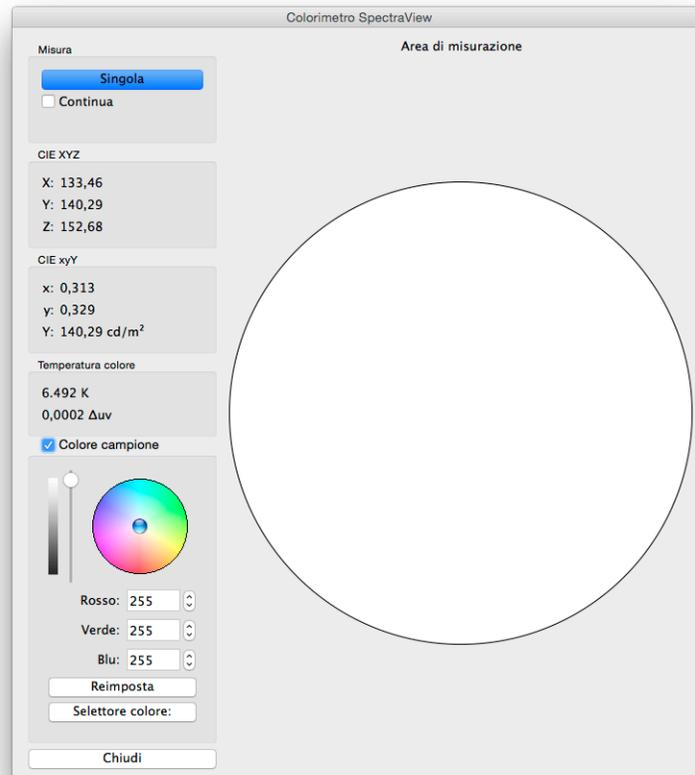 Colorimetro SpectraView
Misura
Singola
Continua
CIE XYZ
X: 133,46
Y: 140,29
Z: 152,68
CIE xyY
x: 0,313
y: 0,329
Y: 140,29 cd/m²
Temperatura colore
6.492 K
0,0002 Δuv
Colore campione
Rosso: 255
Verde: 255
Blu: 255
Reimposta
Selettore colore:
Chiudi
Area di misurazione